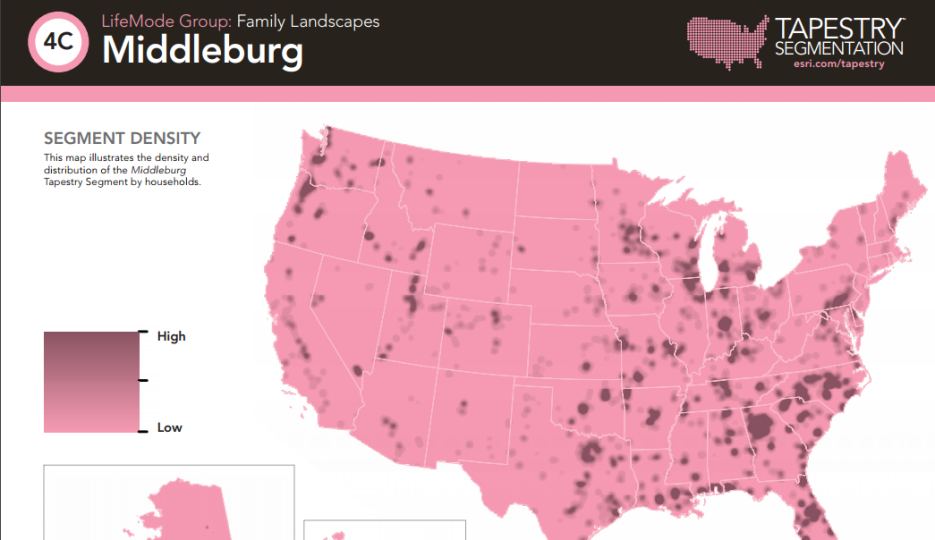 4C
LifeMode Group: Family Landscapes
Middleburg
TAPESTRY™
SEGMENTATION
esri.com/tapestry
SEGMENT DENSITY
This map illustrates the density and
distribution of the Middleburg
Tapestry Segment by households.
High
Low